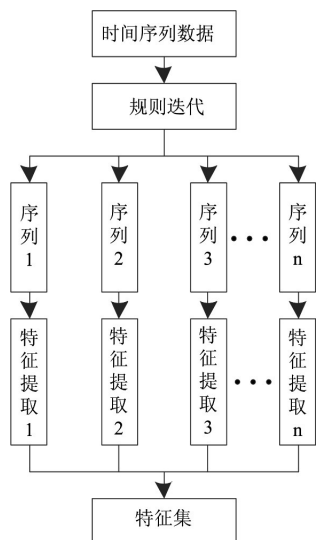 时间序列数据
规则迭代
序列1
序列2
序列3
···
序列n
特征提取1
特征提取2
特征提取3
···
特征提取n
特征集